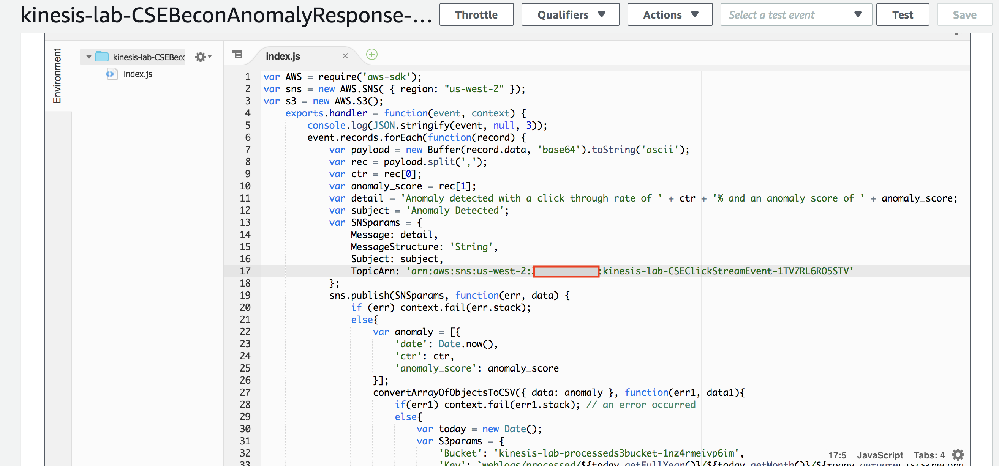 kinesis-lab-CSEBeconAnomalyResponse-...
Throttle
Qualifiers
Actions
Select a test event
Test
Save
Environment
kinesis-lab-CSEBecc
index.js
index.js
1 var AWS = require('aws-sdk');
2 var sns = new AWS.SNS( { region: "us-west-2" });
3 var s3 = new AWS.S3();
4 exports.handler = function(event, context) {
5 console.log(JSON.stringify(event, null, 3));
6 event.records.forEach(function(record) {
7 var payload = new Buffer(record.data, 'base64').toString('ascii');
8 var rec = payload.split(',');
9 var ctr = rec[0];
10 var anomaly_score = rec[1];
11 var detail = 'Anomaly detected with a click through rate of ' + ctr + '% and an anomaly score of ' + anomaly_score;
12 var subject = 'Anomaly Detected';
13 var SNSparams = {
14 Message: detail,
15 MessageStructure: 'String',
16 Subject: subject,
17 TopicArn: 'arn:aws:sns:us-west-2: :kinesis-lab-CSEClickStreamEvent-1TV7RL6RO5STV'
18 };
19 sns.publish(SNSparams, function(err, data) {
20 if (err) context.fail(err.stack);
21 else{
22 var anomaly = [{
23 'date': Date.now(),
24 'ctr': ctr,
25 'anomaly_score': anomaly_score
26 }];
27 convertArrayOfObjectsToCSV({ data: anomaly }, function(err1, data1){
28 if(err1) context.fail(err1.stack); // an error occurred
29 else{
30 var today = new Date();
31 var S3params = {
32 'Bucket': 'kinesis-lab-processeds3bucket-1nz4rmeivp6im',
33 'Key': `weblogs/processed/${today.getFullYear()}/${today.getMonth()}/${today.getDate()}/${record
17:5 JavaScript Tabs: 4